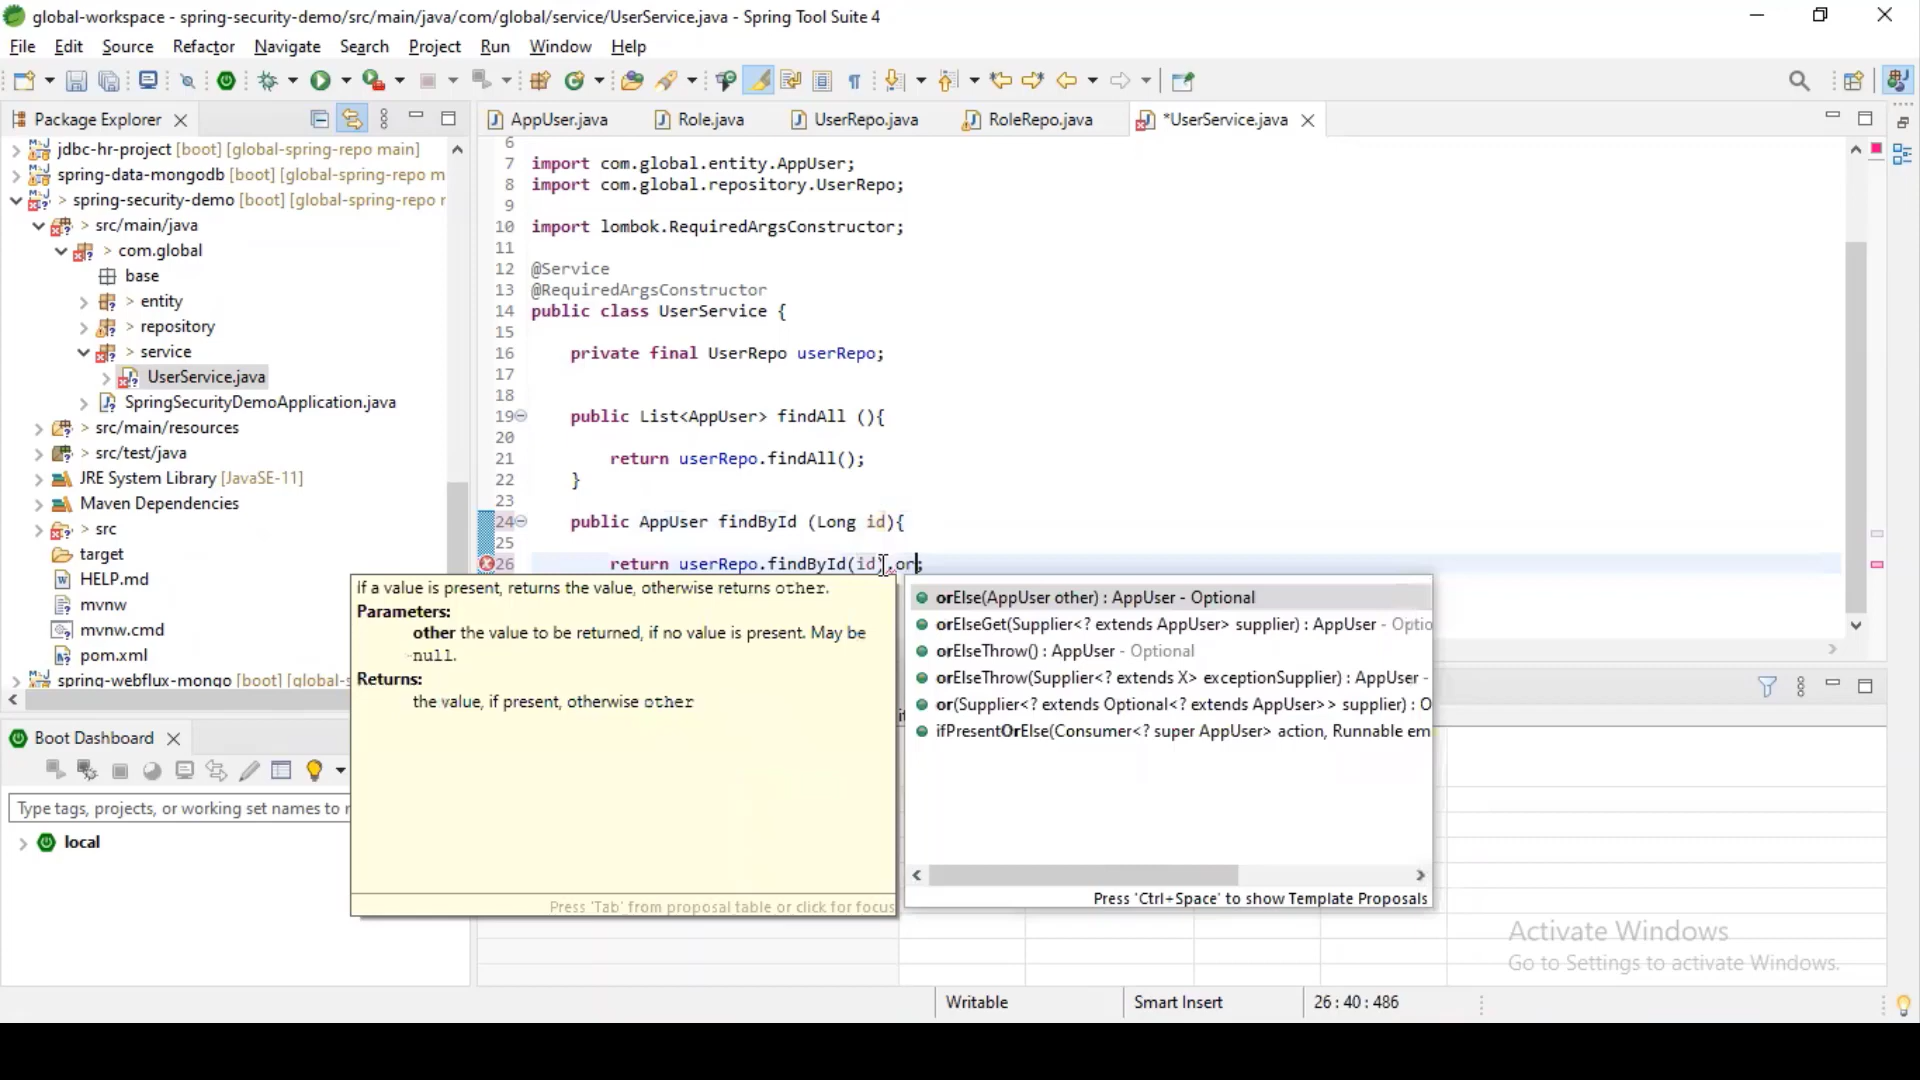 global-workspace - spring-security-demo/src/main/java/com/global/service/UserService.java - Spring Tool Suite 4
File Edit Source Refactor Navigate Search Project Run Window Help
Package Explorer
jdbc-hr-project [boot] [global-spring-repo main]
spring-data-mongodb [boot] [global-spring-repo m
> spring-security-demo [boot] [global-spring-repo r
> src/main/java
> com.global
base
> entity
> repository
> service
UserService.java
SpringSecurityDemoApplication.java
> src/main/resources
> src/test/java
JRE System Library [JavaSE-11]
Maven Dependencies
> src
target
HELP.md
mvnw
mvnw.cmd
pom.xml
spring-webflux-mongo [boot] [global-s
Boot Dashboard
Type tags, projects, or working set names to r
local
AppUser.java Role.java UserRepo.java RoleRepo.java *UserService.java
6
7 import com.global.entity.AppUser;
8 import com.global.repository.UserRepo;
9
10 import lombok.RequiredArgsConstructor;
11
12 @Service
13 @RequiredArgsConstructor
14 public class UserService {
15
16 private final UserRepo userRepo;
17
18
19 public List<AppUser> findAll (){
20
21 return userRepo.findAll();
22 }
23
24 public AppUser findById (Long id){
25
26 return userRepo.findById(id).or;
If a value is present, returns the value, otherwise returns other.
Parameters:
other the value to be returned, if no value is present. May be
null.
Returns:
the value, if present, otherwise other
Press 'Tab' from proposal table or click for focus
orElse(AppUser other) : AppUser - Optional
orElseGet(Supplier<? extends AppUser> supplier) : AppUser - Optio
orElseThrow() : AppUser - Optional
orElseThrow(Supplier<? extends X> exceptionSupplier) : AppUser -
or(Supplier<? extends Optional<? extends AppUser>> supplier) : O
ifPresentOrElse(Consumer<? super AppUser> action, Runnable em
Press 'Ctrl+Space' to show Template Proposals
Activate Windows
Go to Settings to activate Windows.
Writable Smart Insert 26 : 40 : 486